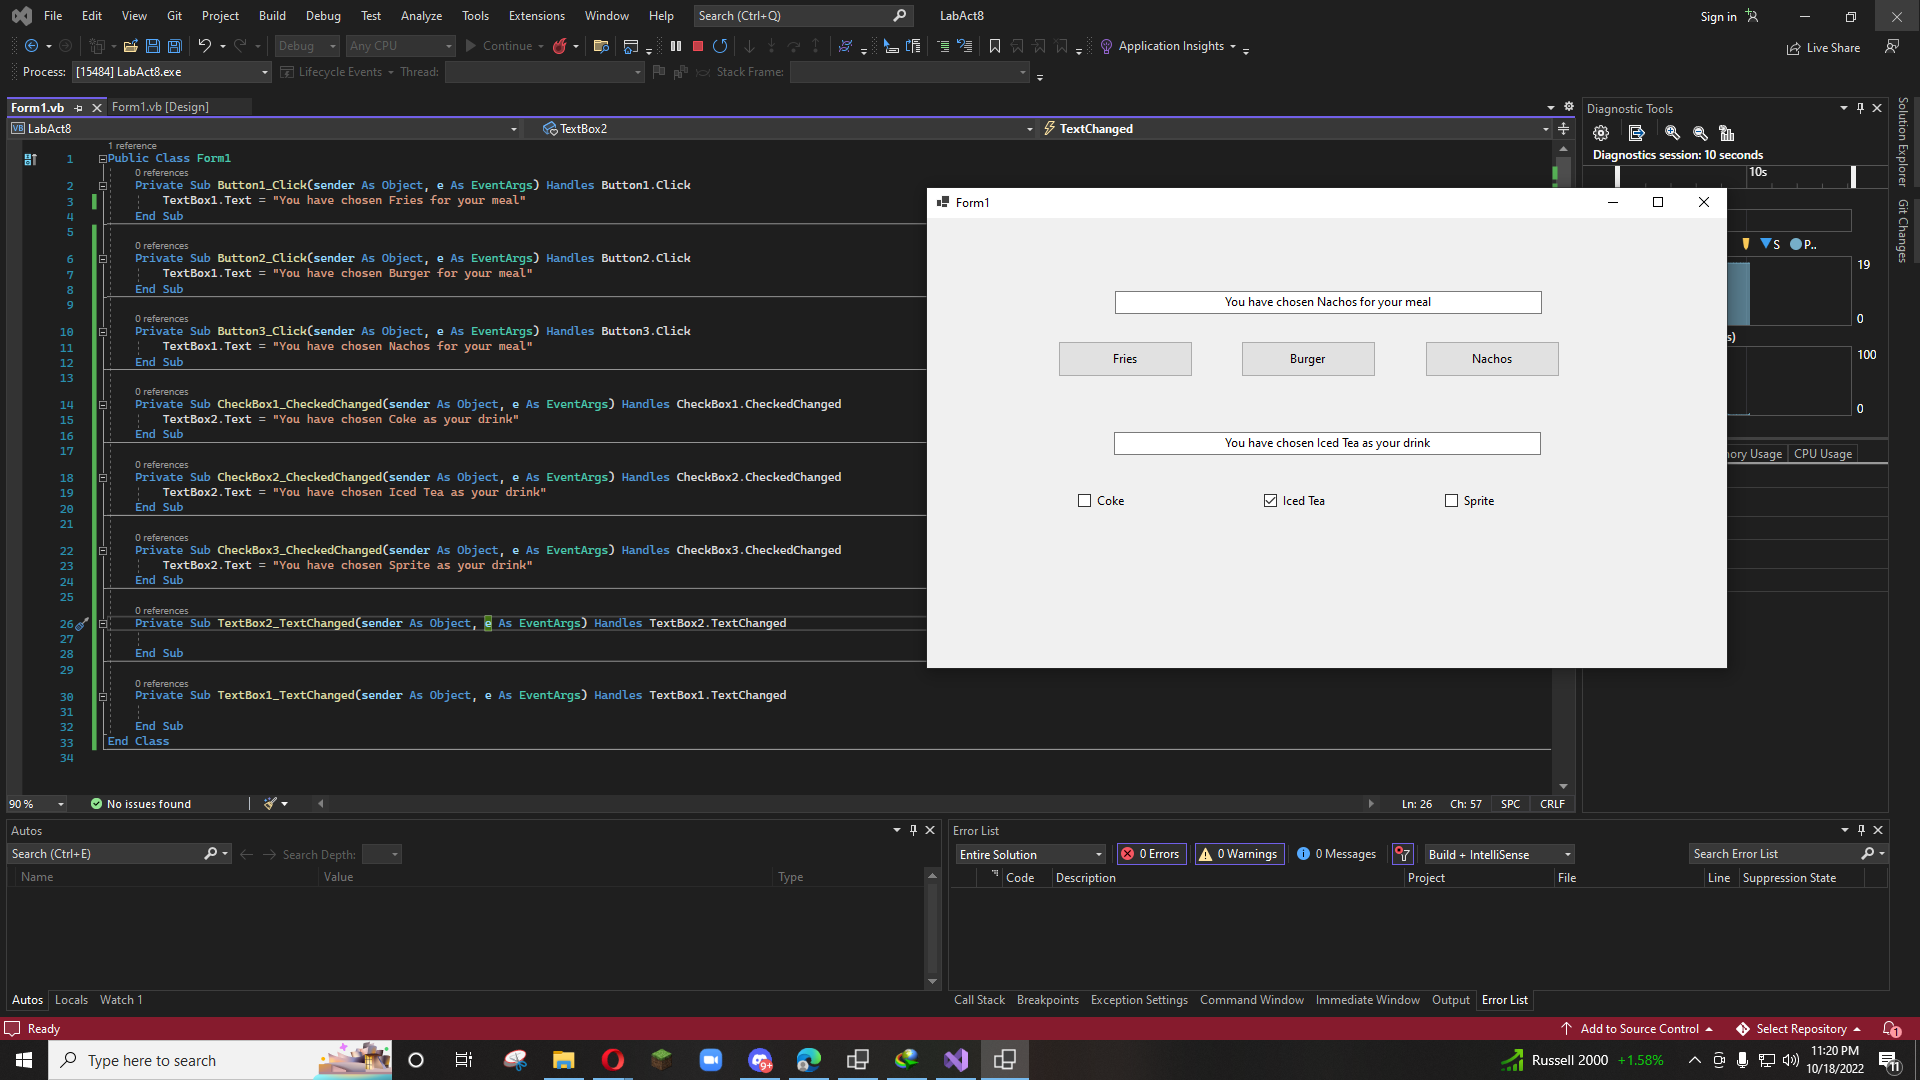 File Edit View Git Project Build Debug Test Analyze Tools Extensions Window Help Search (Ctrl+Q) LabAct8 Sign in
Debug Any CPU Continue Application Insights Live Share
Process: [15484] LabAct8.exe Lifecycle Events Thread: Stack Frame:
Form1.vb Form1.vb [Design]
VB LabAct8 TextBox2 TextChanged
1 reference
1 Public Class Form1
0 references
2 Private Sub Button1_Click(sender As Object, e As EventArgs) Handles Button1.Click
3 TextBox1.Text = "You have chosen Fries for your meal"
4 End Sub
5
0 references
6 Private Sub Button2_Click(sender As Object, e As EventArgs) Handles Button2.Click
7 TextBox1.Text = "You have chosen Burger for your meal"
8 End Sub
9
0 references
10 Private Sub Button3_Click(sender As Object, e As EventArgs) Handles Button3.Click
11 TextBox1.Text = "You have chosen Nachos for your meal"
12 End Sub
13
0 references
14 Private Sub CheckBox1_CheckedChanged(sender As Object, e As EventArgs) Handles CheckBox1.CheckedChanged
15 TextBox2.Text = "You have chosen Coke as your drink"
16 End Sub
17
0 references
18 Private Sub CheckBox2_CheckedChanged(sender As Object, e As EventArgs) Handles CheckBox2.CheckedChanged
19 TextBox2.Text = "You have chosen Iced Tea as your drink"
20 End Sub
21
0 references
22 Private Sub CheckBox3_CheckedChanged(sender As Object, e As EventArgs) Handles CheckBox3.CheckedChanged
23 TextBox2.Text = "You have chosen Sprite as your drink"
24 End Sub
25
0 references
26 Private Sub TextBox2_TextChanged(sender As Object, e As EventArgs) Handles TextBox2.TextChanged
27
28 End Sub
29
0 references
30 Private Sub TextBox1_TextChanged(sender As Object, e As EventArgs) Handles TextBox1.TextChanged
31
32 End Sub
33 End Class
34
90 % No issues found Ln: 26 Ch: 57 SPC CRLF
Form1
You have chosen Nachos for your meal
Fries Burger Nachos
You have chosen Iced Tea as your drink
Coke Iced Tea Sprite
Diagnostic Tools
Diagnostics session: 10 seconds
10s
S P..
19
0
s)
100
0
ory Usage CPU Usage
Solution Explorer
Git Changes
Autos
Search (Ctrl+E) Search Depth:
Name Value Type
Autos Locals Watch 1
Error List
Entire Solution 0 Errors 0 Warnings 0 Messages Build + IntelliSense Search Error List
Code Description Project File Line Suppression State
Call Stack Breakpoints Exception Settings Command Window Immediate Window Output Error List
Ready Add to Source Control Select Repository 1
Type here to search 9+ Russell 2000 +1.58% 11:20 PM
10/18/2022 11